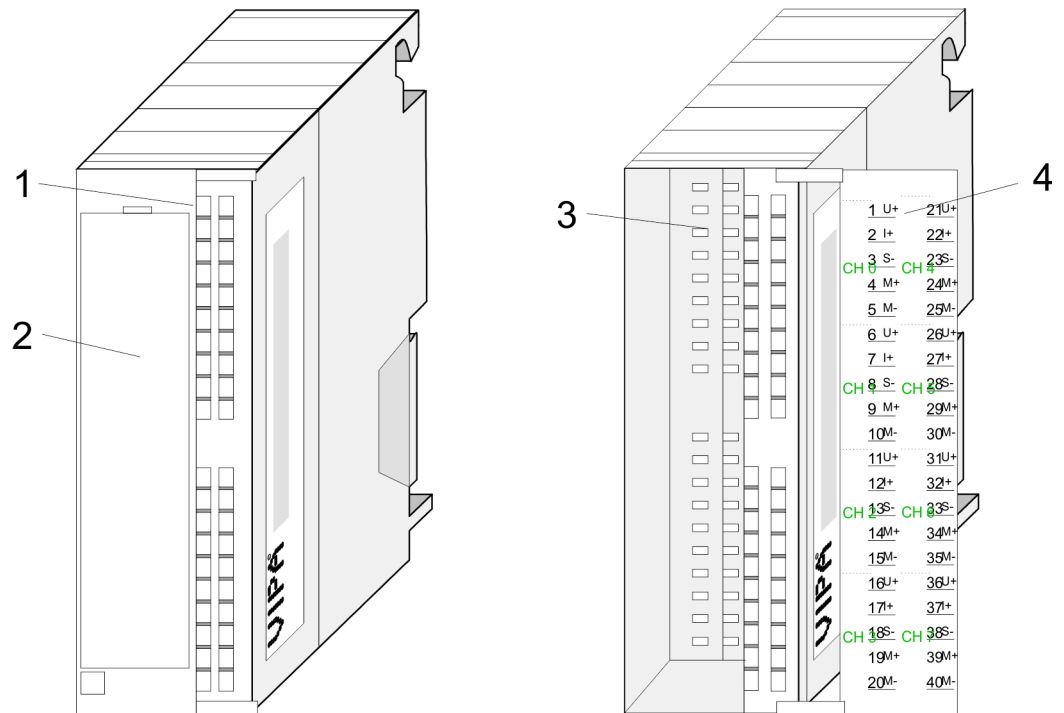 1
2
VIPA
3
4
VIPA
1 U+ 21 U+
2 I+ 22 I+
3 S- 23 S-
CH 0 CH 4
4 M+ 24 M+
5 M- 25 M-
6 U+ 26 U+
7 I+ 27 I+
8 S- 28 S-
CH 1 CH 5
9 M+ 29 M+
10 M- 30 M-
11 U+ 31 U+
12 I+ 32 I+
13 S- 33 S-
CH 2 CH 6
14 M+ 34 M+
15 M- 35 M-
16 U+ 36 U+
17 I+ 37 I+
18 S- 38 S-
CH 3 CH 7
19 M+ 39 M+
20 M- 40 M-